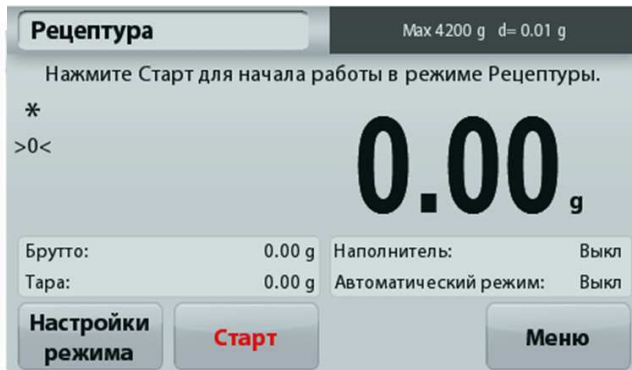 Рецептура
Max 4200 g d= 0.01 g
Нажмите Старт для начала работы в режиме Рецептуры.
*
>0<
0.00 g
Брутто: 0.00 g
Тара: 0.00 g
Наполнитель: Выкл
Автоматический режим: Выкл
Настройки
режима
Старт
Меню